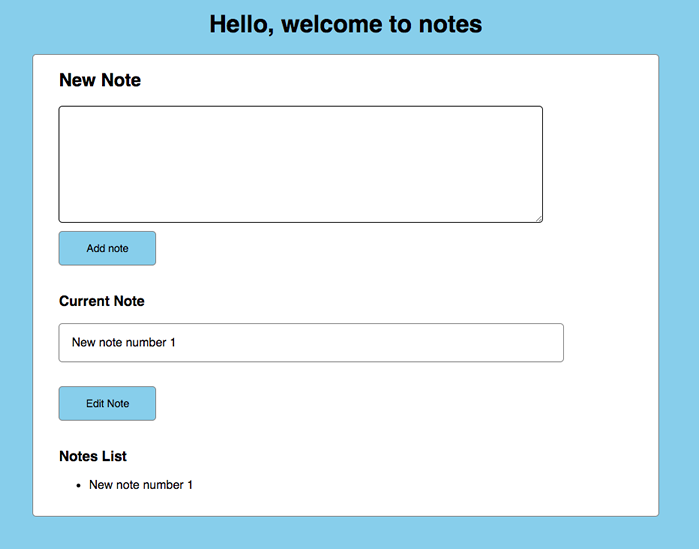 Hello, welcome to notes
New Note
Add note
Current Note
New note number 1
Edit Note
Notes List
New note number 1